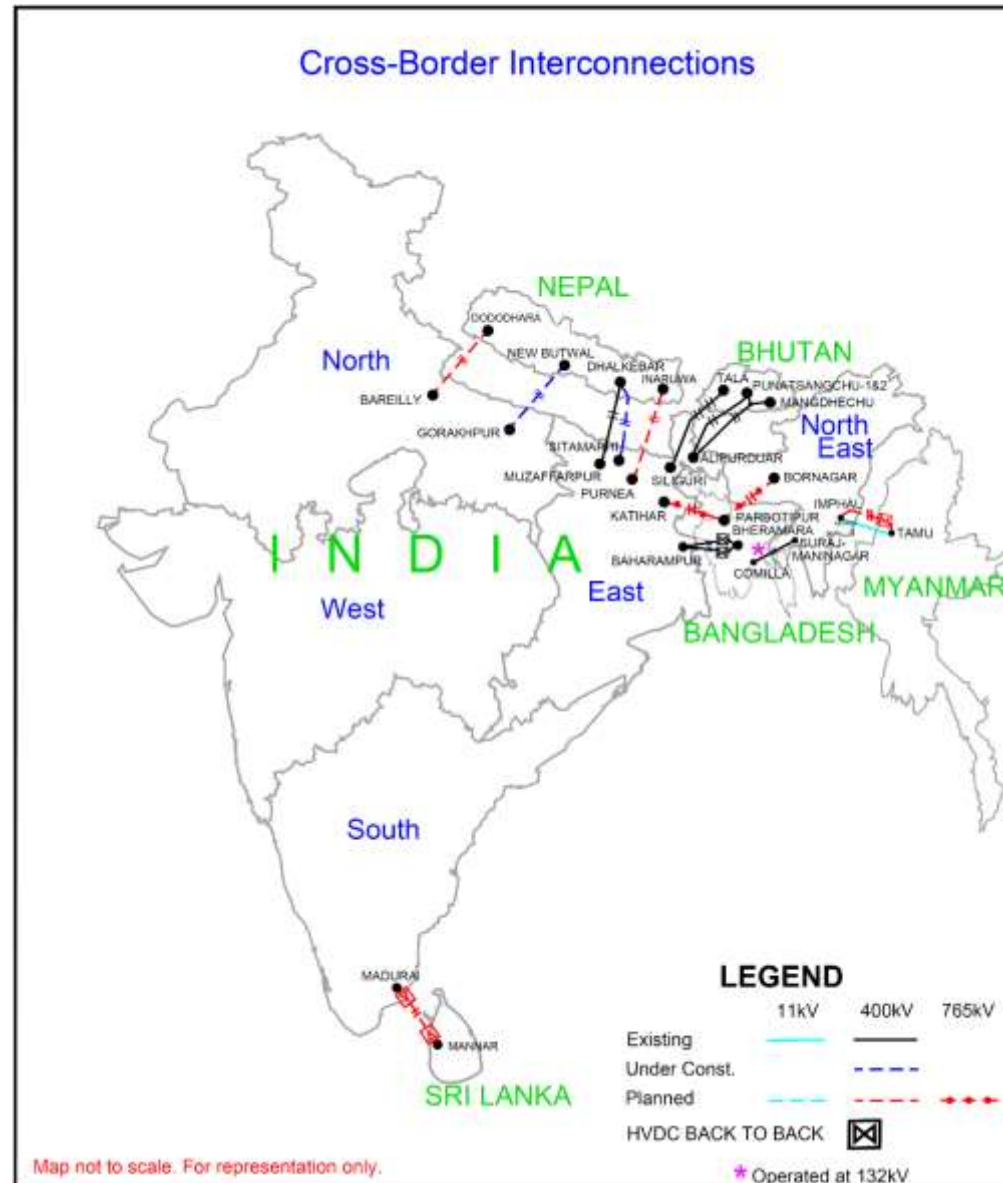 Cross-Border Interconnections
NEPAL
DODODHARA
North
NEW BUTWAL
DHALKEBAR
INARUWA
BHUTAN
TALA
PUNATSANGCHU-1&2
MANGDHECHU
BAREILLY
GORAKHPUR
North
East
SITAMARHI
ALIPURDUAR
MUZAFFARPUR
SILIGURI
PURNEA
BORNAGAR
KATIHAR
IMPHAL
PARBOTIPUR
BHERAMARA
TAMU
SURAJ-
MANINAGAR
*
BAHARAMPUR
COMILLA
INDIA
MYANMAR
East
West
BANGLADESH
South
MADURAI
MANNAR
SRI LANKA
LEGEND
11kV 400kV 765kV
Existing
Under Const.
Planned
HVDC BACK TO BACK
* Operated at 132kV
Map not to scale. For representation only.